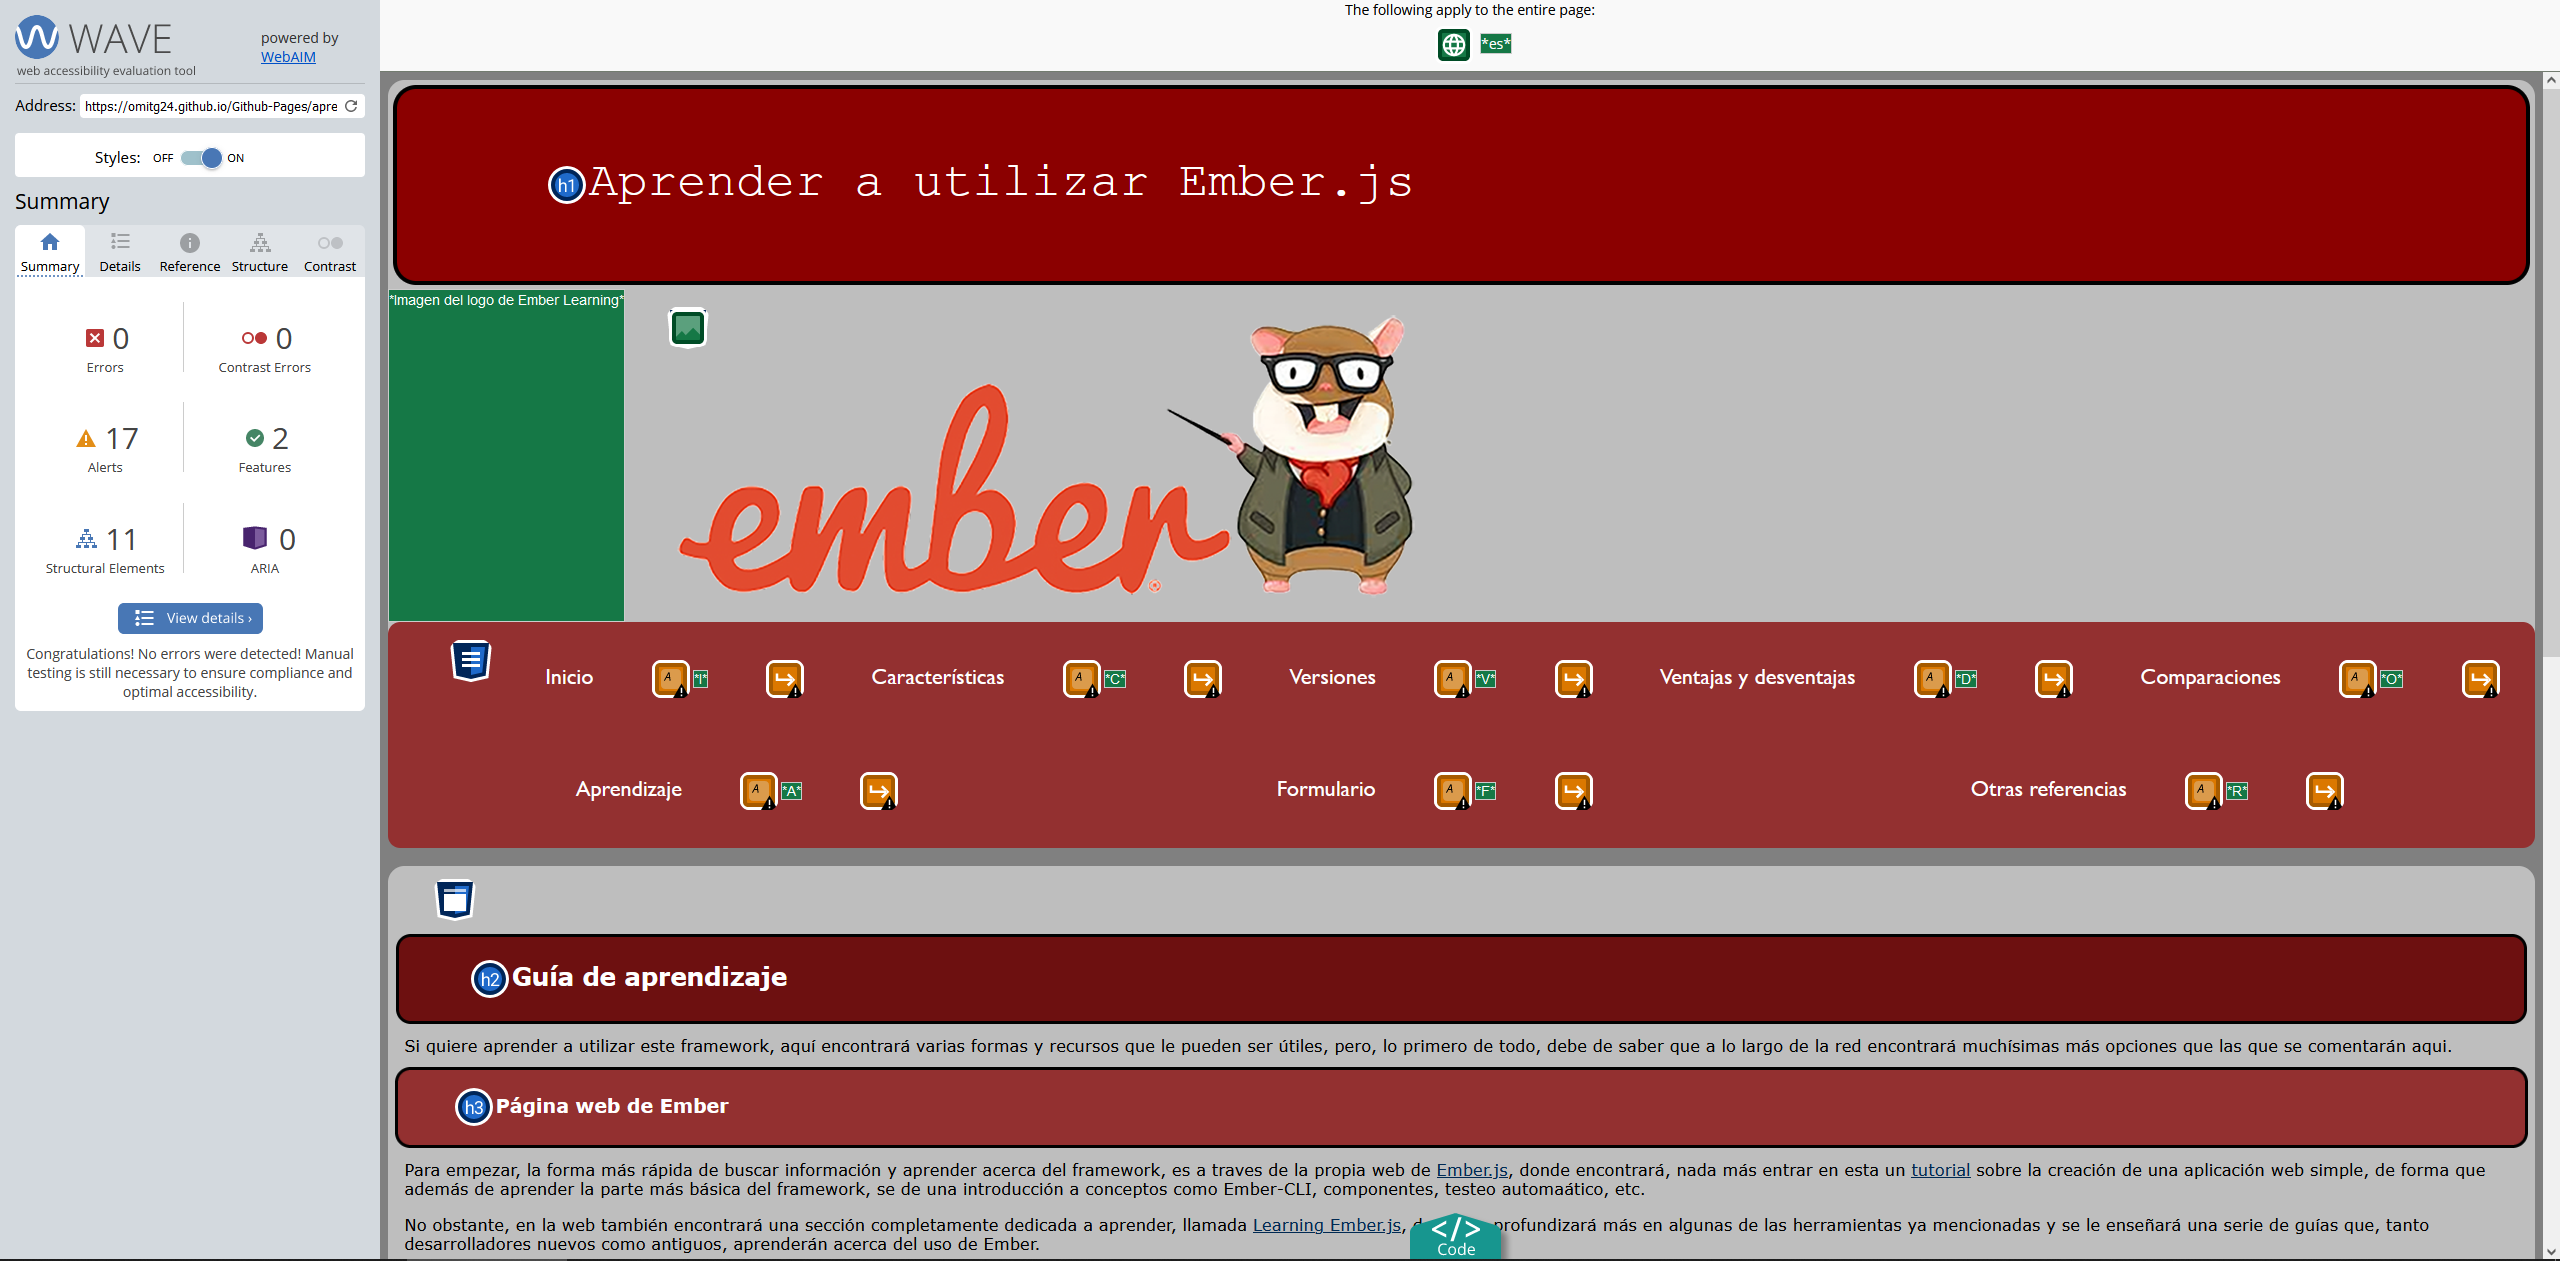 WAVE
web accessibility evaluation tool
powered by
WebAIM
Address: https://omitg24.github.io/Github-Pages/apre
Styles: OFF ON
Summary
Summary Details Reference Structure Contrast
0 Errors
0 Contrast Errors
17 Alerts
2 Features
11 Structural Elements
0 ARIA
View details ›
Congratulations! No errors were detected! Manual
testing is still necessary to ensure compliance and
optimal accessibility.
The following apply to the entire page:
*es*
h1 Aprender a utilizar Ember.js
*Imagen del logo de Ember Learning*
ember
Inicio A *I* Características A *C* Versiones A *V* Ventajas y desventajas A *D* Comparaciones A *O*
Aprendizaje A *A* Formulario A *F* Otras referencias A *R*
h2 Guía de aprendizaje
Si quiere aprender a utilizar este framework, aquí encontrará varias formas y recursos que le pueden ser útiles, pero, lo primero de todo, debe de saber que a lo largo de la red encontrará muchísimas más opciones que las que se comentarán aqui.
h3 Página web de Ember
Para empezar, la forma más rápida de buscar información y aprender acerca del framework, es a traves de la propia web de Ember.js, donde encontrará, nada más entrar en esta un tutorial sobre la creación de una aplicación web simple, de forma que
además de aprender la parte más básica del framework, se de una introducción a conceptos como Ember-CLI, componentes, testeo automaático, etc.
No obstante, en la web también encontrará una sección completamente dedicada a aprender, llamada Learning Ember.js, profundizará más en algunas de las herramientas ya mencionadas y se le enseñará una serie de guías que, tanto
desarrolladores nuevos como antiguos, aprenderán acerca del uso de Ember.
</>
Code